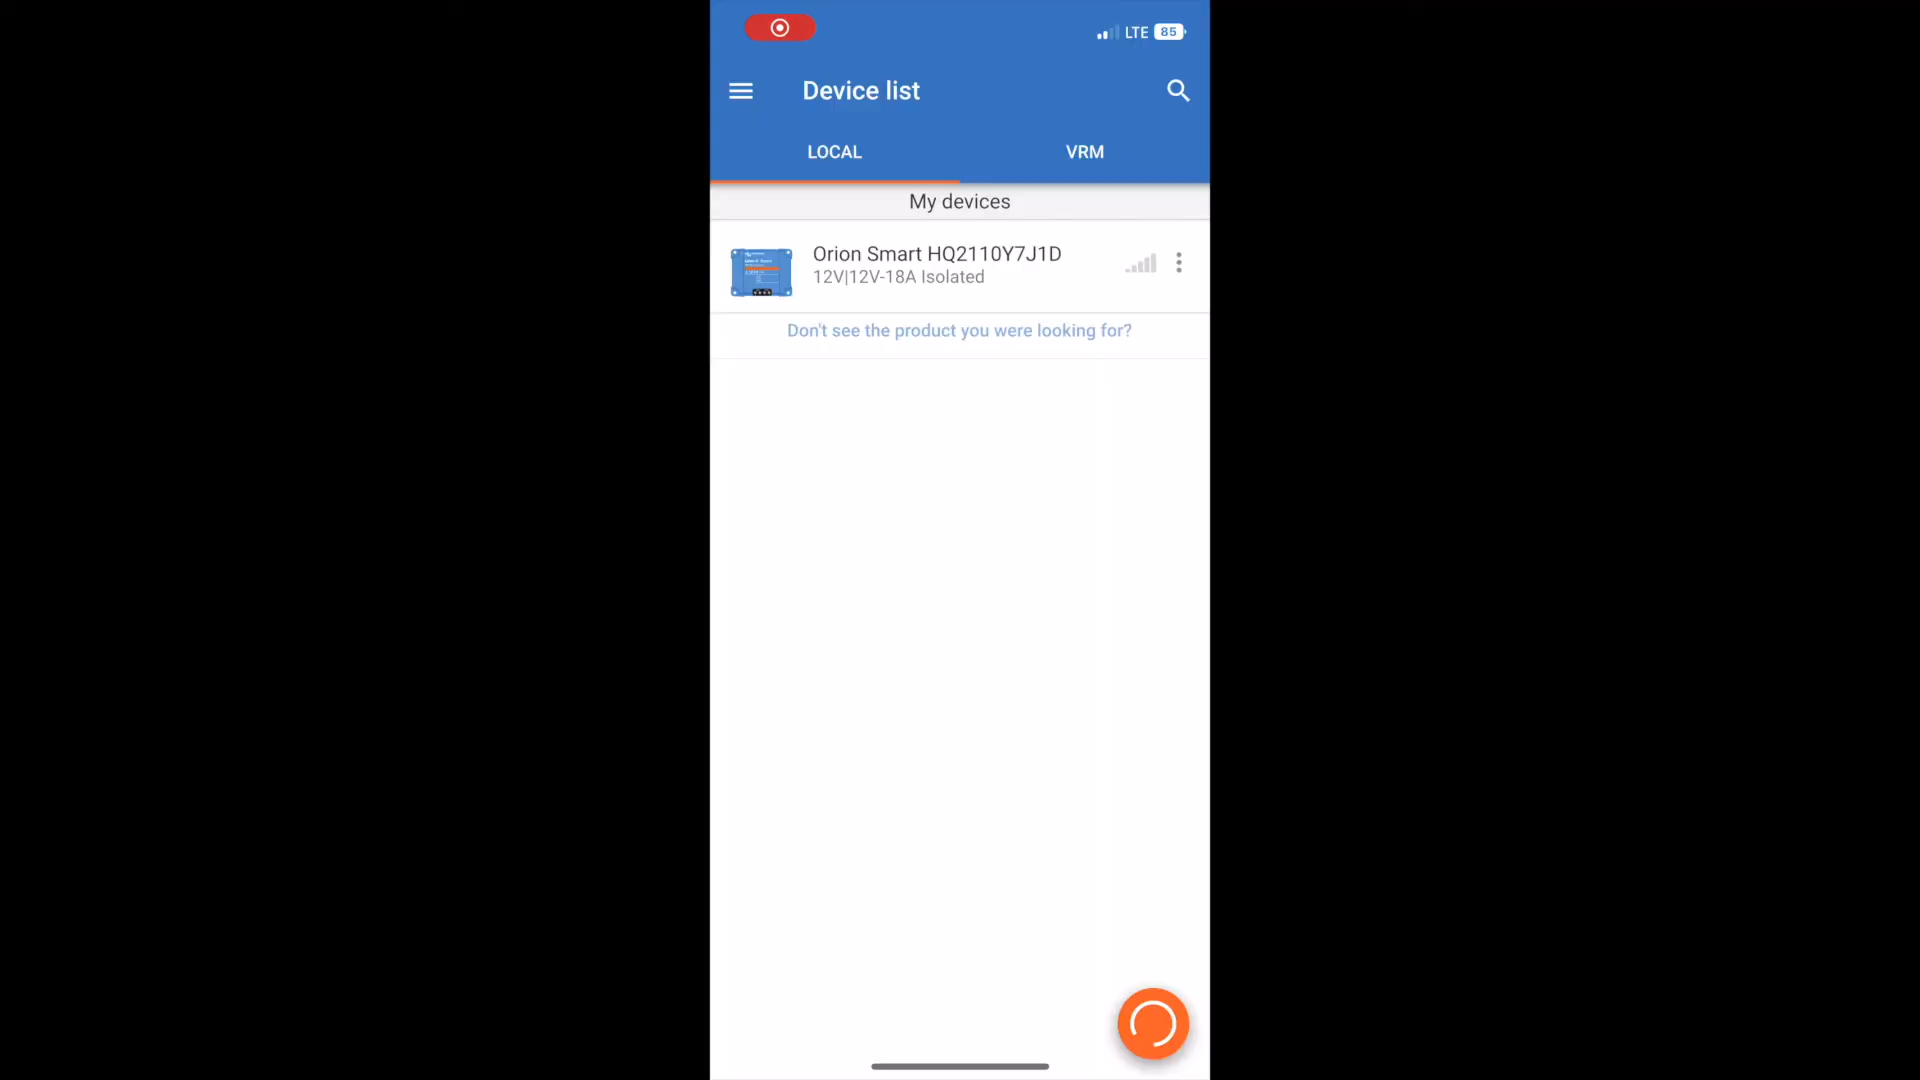 LTE 85
Device list
LOCAL VRM
My devices
Orion Smart HQ2110Y7J1D
12V|12V-18A Isolated
Don't see the product you were looking for?